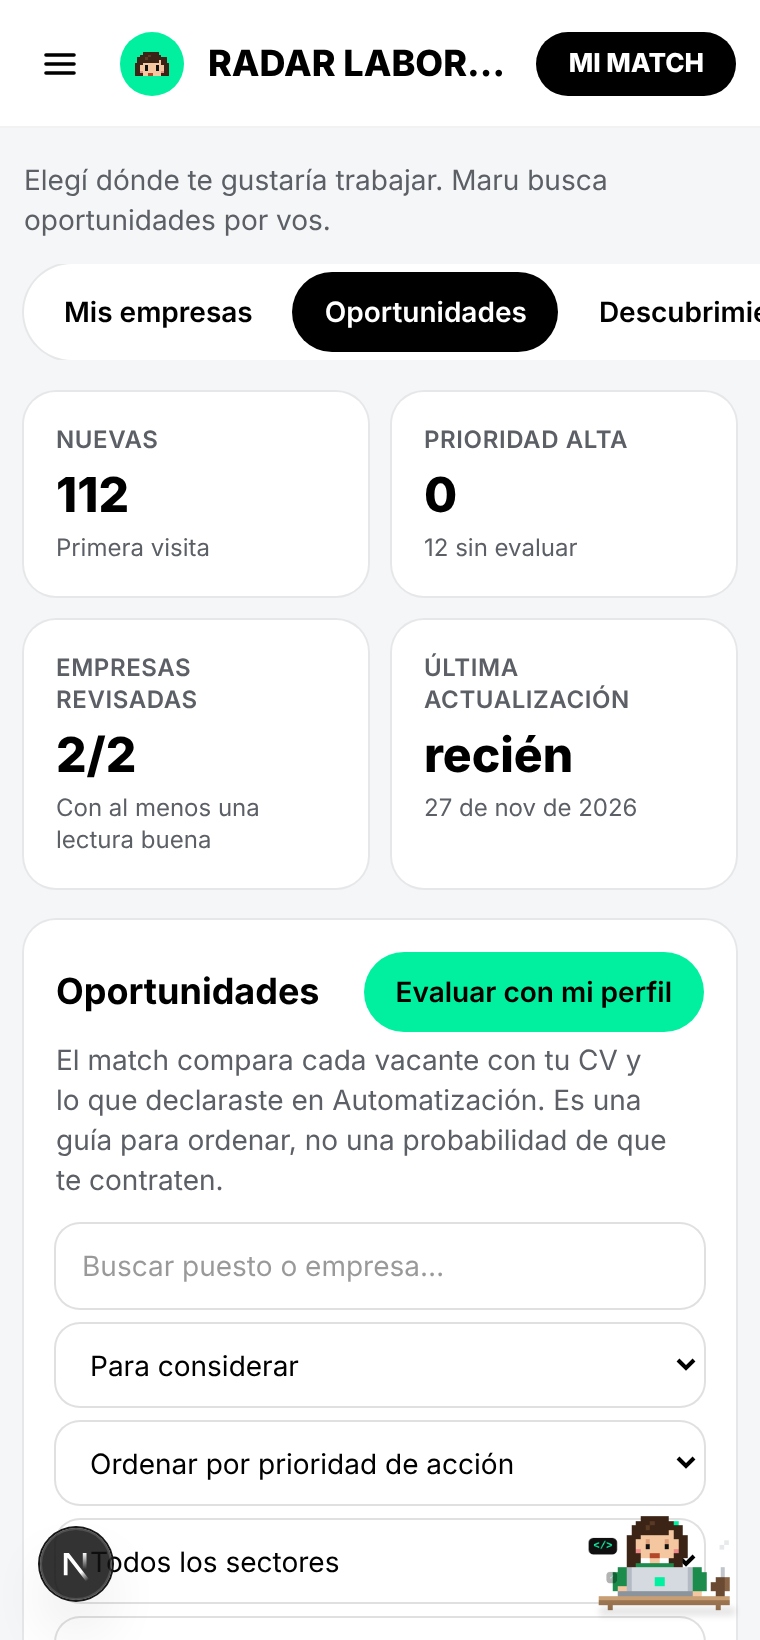 RADAR LABOR...
MI MATCH
Elegí dónde te gustaría trabajar. Maru busca
oportunidades por vos.
Mis empresas
Oportunidades
Descubrimie
NUEVAS
112
Primera visita
PRIORIDAD ALTA
0
12 sin evaluar
EMPRESAS
REVISADAS
2/2
Con al menos una
lectura buena
ÚLTIMA
ACTUALIZACIÓN
recién
27 de nov de 2026
Oportunidades
Evaluar con mi perfil
El match compara cada vacante con tu CV y
lo que declaraste en Automatización. Es una
guía para ordenar, no una probabilidad de que
te contraten.
Buscar puesto o empresa...
Para considerar
Ordenar por prioridad de acción
Todos los sectores
N
</>